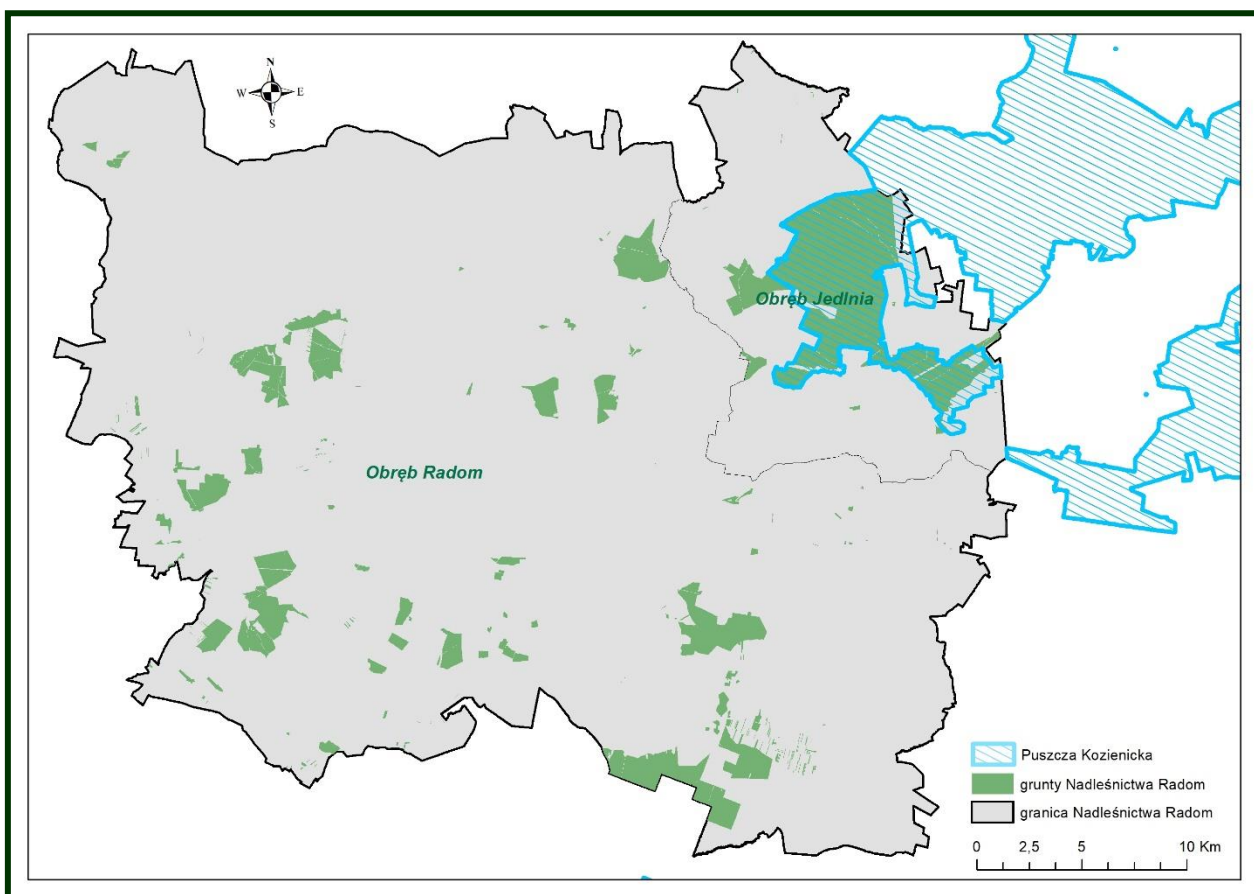 N
W E
S
Obręb Jedlnia
Obręb Radom
Puszcza Kozienicka
grunty Nadleśnictwa Radom
granica Nadleśnictwa Radom
0 2,5 5 10 Km